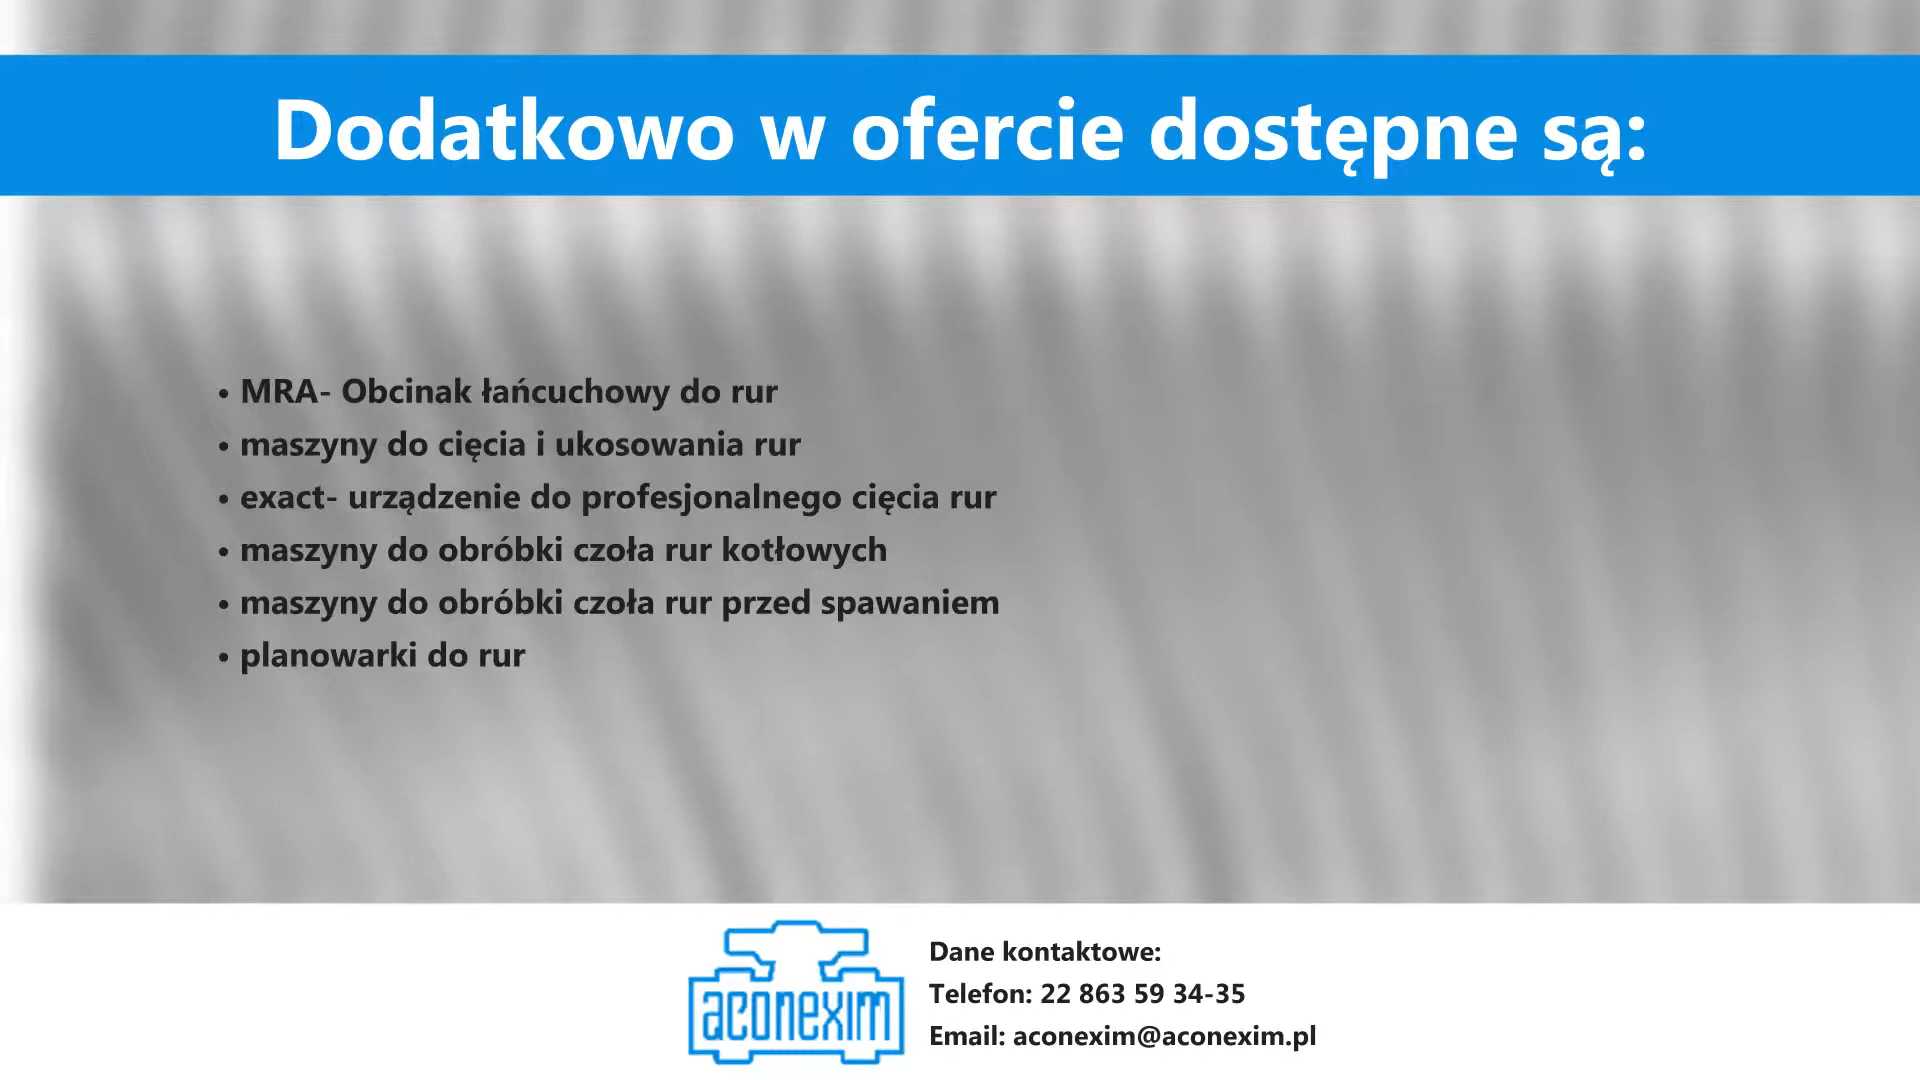 Dodatkowo w ofercie dostępne są:
• MRA- Obcinak łańcuchowy do rur
• maszyny do cięcia i ukosowania rur
• exact- urządzenie do profesjonalnego cięcia rur
• maszyny do obróbki czoła rur kotłowych
• maszyny do obróbki czoła rur przed spawaniem
• planowarki do rur
aconexim
Dane kontaktowe:
Telefon: 22 863 59 34-35
Email: aconexim@aconexim.pl